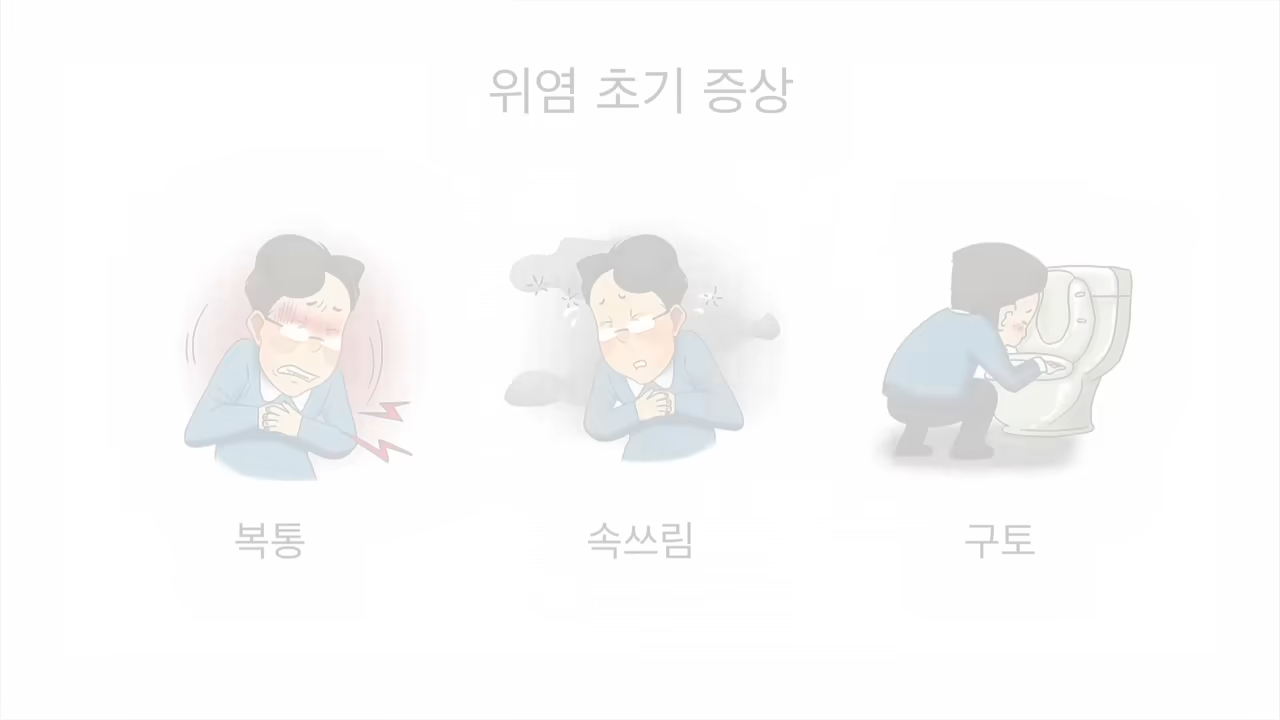 위염 초기 증상
복통
속쓰림
구토